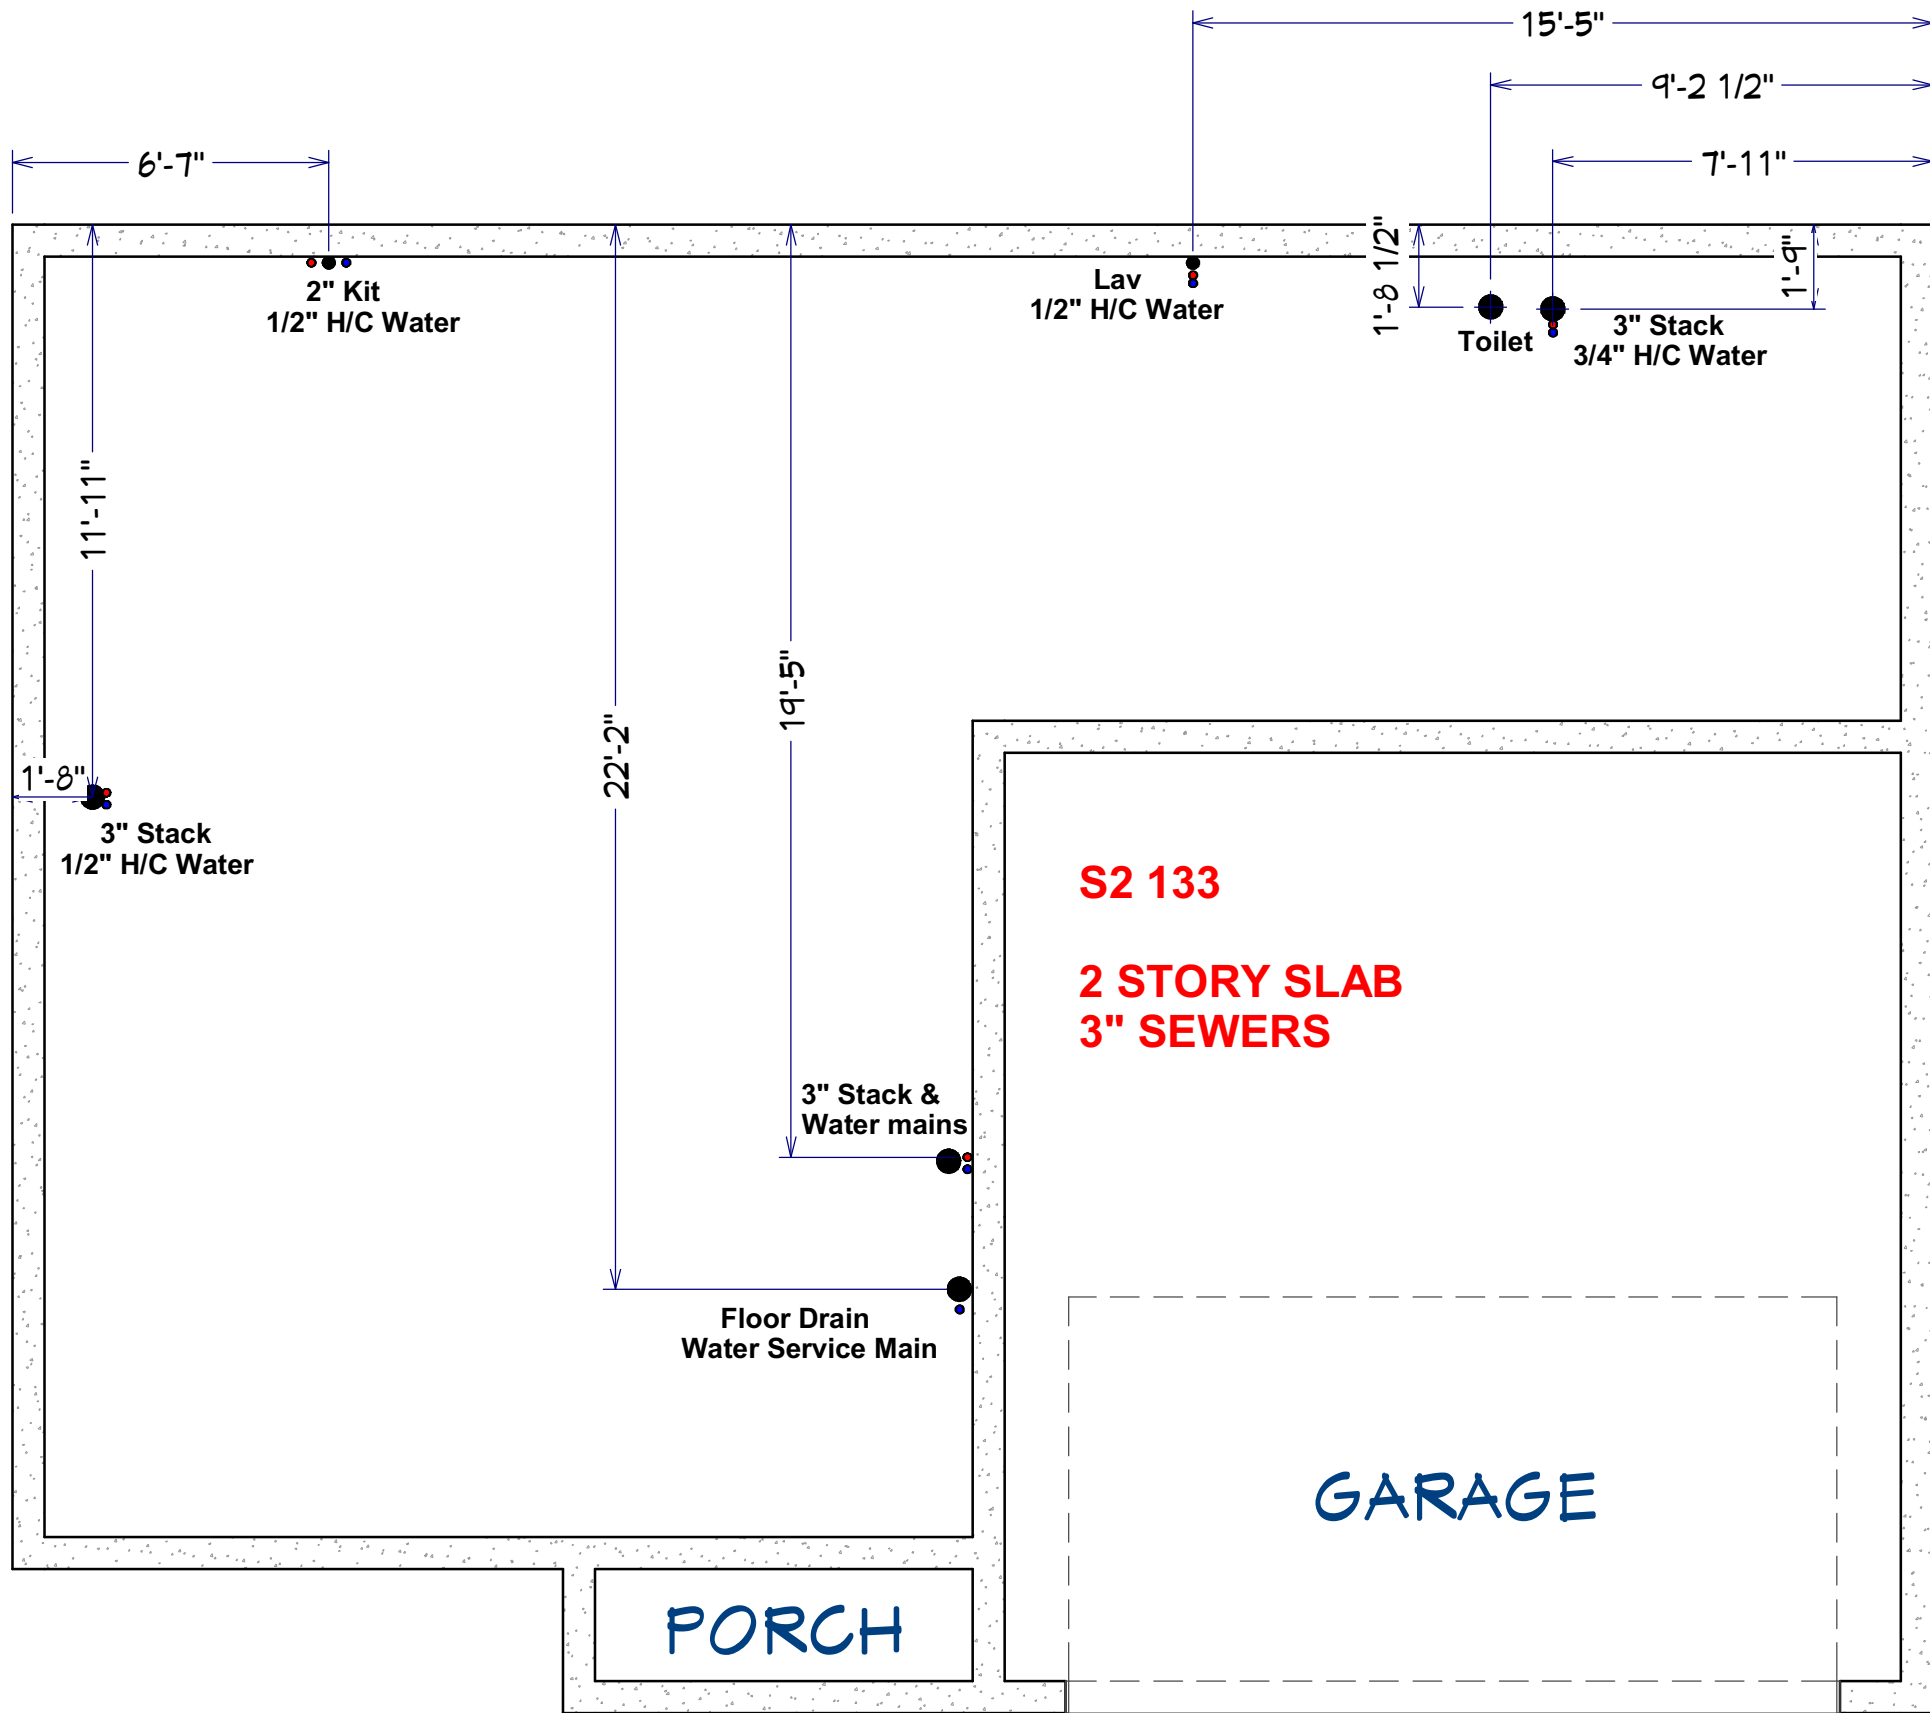 15'-5"
9'-2 1/2"
6'-7"
7'-11"
1'-8 1/2"
1'-9"
2" Kit
1/2" H/C Water
Lav
1/2" H/C Water
Toilet
3" Stack
3/4" H/C Water
11'-11"
19'-5"
22'-2"
1'-8"
3" Stack
1/2" H/C Water
S2 133
2 STORY SLAB
3" SEWERS
3" Stack &
Water mains
Floor Drain
Water Service Main
GARAGE
PORCH